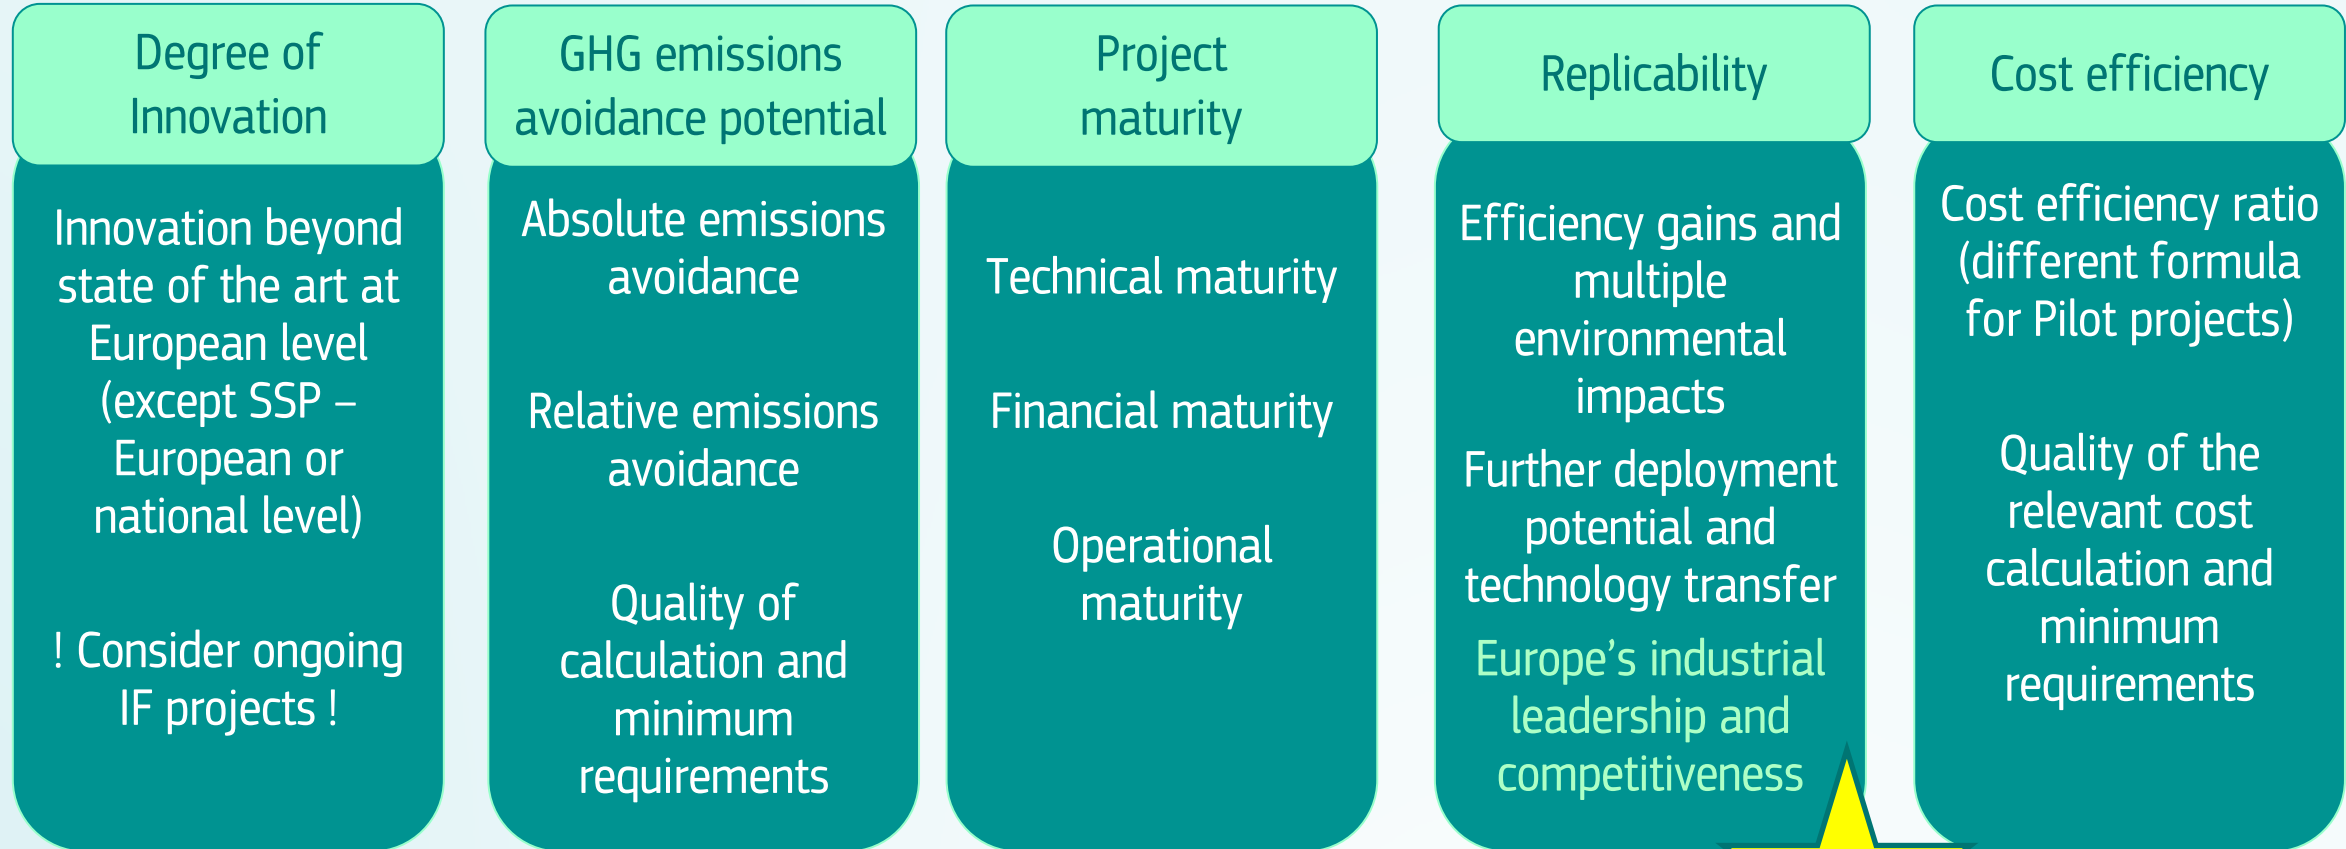 Degree of
Innovation
Innovation beyond
state of the art at
European level
(except SSP –
European or
national level)
! Consider ongoing
IF projects !
GHG emissions
avoidance potential
Absolute emissions
avoidance
Relative emissions
avoidance
Quality of
calculation and
minimum
requirements
Project
maturity
Technical maturity
Financial maturity
Operational
maturity
Replicability
Efficiency gains and
multiple
environmental
impacts
Further deployment
potential and
technology transfer
Europe’s industrial
leadership and
competitiveness
Cost efficiency
Cost efficiency ratio
(different formula
for Pilot projects)
Quality of the
relevant cost
calculation and
minimum
requirements